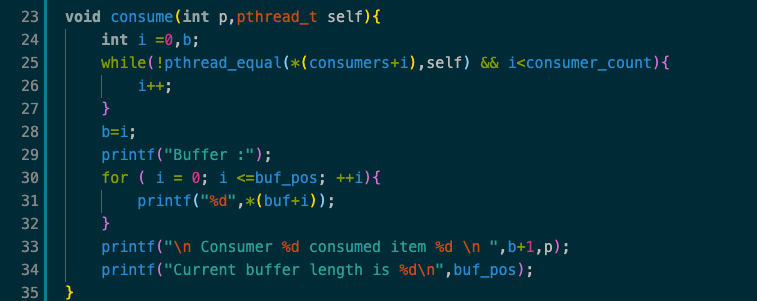 23 void consume(int p,pthread_t self){
24     int i =0,b;
25     while(!pthread_equal(*(consumers+i),self) && i<consumer_count){
26         i++;
27     }
28     b=i;
29     printf("Buffer :");
30     for ( i = 0; i <=buf_pos; ++i){
31         printf("%d",*(buf+i));
32     }
33     printf("\n Consumer %d consumed item %d \n ",b+1,p);
34     printf("Current buffer length is %d\n",buf_pos);
35 }